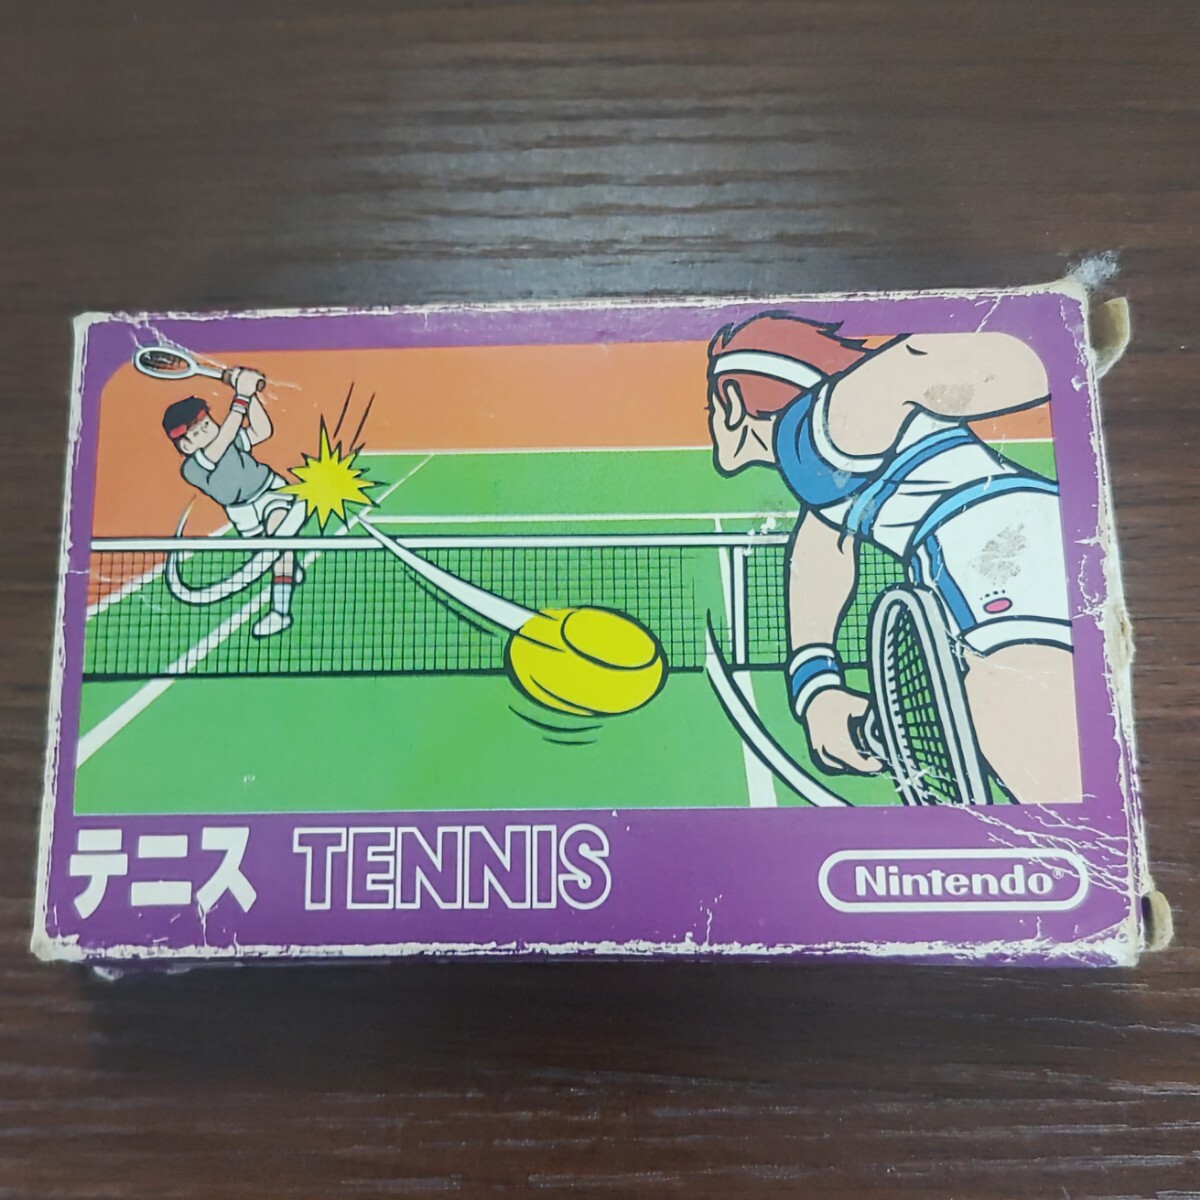 テニス TENNIS
Nintendo®